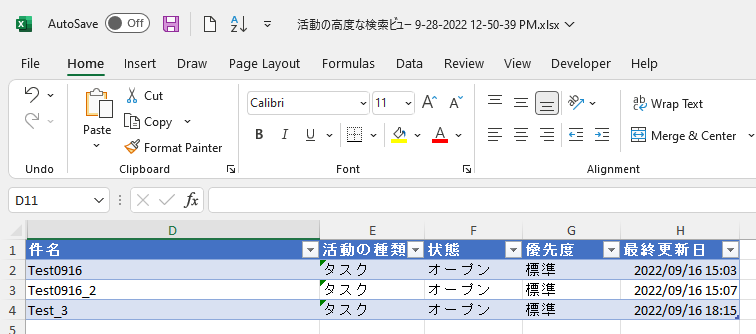 AutoSave Off 活動の高度な検索ビュー 9-28-2022 12-50-39 PM.xlsx
File Home Insert Draw Page Layout Formulas Data Review View Developer Help
Cut
Copy
Format Painter
Paste
Undo Clipboard
Calibri 11 A A
B I U A
Font
ab Wrap Text
Merge & Center
Alignment
D11 fx
D E F G H
1 件名 活動の種類 状態 優先度 最終更新日
2 Test0916 タスク オープン 標準 2022/09/16 15:03
3 Test0916_2 タスク オープン 標準 2022/09/16 15:07
4 Test_3 タスク オープン 標準 2022/09/16 18:15
5